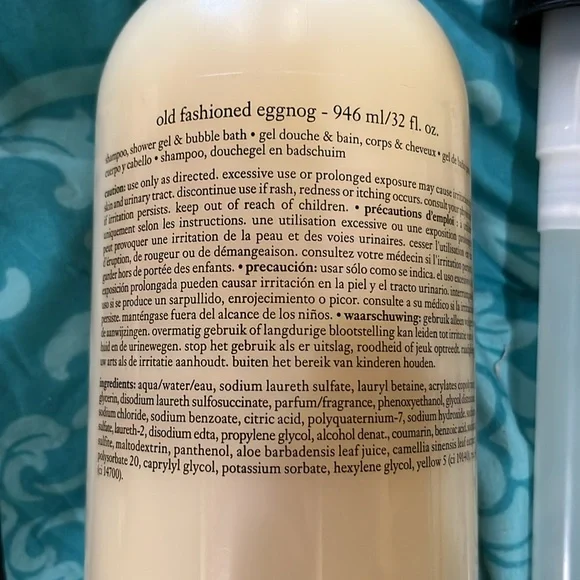 old fashioned eggnog - 946 ml/32 fl. oz.
shampoo, shower gel & bubble bath • gel douche & bain, corps & cheveux • gel de
cuerpo y cabello • shampoo, douchegel en badschuim
caution: use only as directed. excessive use or prolonged exposure may cause
skin and urinary tract. discontinue use if rash, redness or itching occurs. consult your
if irritation persists. keep out of reach of children. • précautions d'emploi :
uniquement selon les instructions. une utilisation excessive ou une exposition
peut provoquer une irritation de la peau et des voies urinaires. cesser l'utilisation en
d'éruption, de rougeur ou de démangeaison. consultez votre médecin si l'irritation
garder hors de portée des enfants. • precaución: usar sólo como se indica. el uso
exposición prolongada pueden causar irritación en la piel y el tracto urinario.
uso si se produce un sarpullido, enrojecimiento o picor. consulte a su médico si la
persiste. manténgase fuera del alcance de los niños. • waarschuwing: gebruik
de aanwijzingen. overmatig gebruik of langdurige blootstelling kan leiden tot
huid en de urinewegen. stop het gebruik als er uitslag, roodheid of jeuk optreedt.
uw arts als de irritatie aanhoudt. buiten het bereik van kinderen houden.
ingredients: aqua/water/eau, sodium laureth sulfate, lauryl betaine, acrylates
glycerin, disodium laureth sulfosuccinate, parfum/fragrance, phenoxyethanol, glycol
sodium chloride, sodium benzoate, citric acid, polyquaternium-7, sodium hydroxide,
sulfate, laureth-2, disodium edta, propylene glycol, alcohol denat., coumarin, benzoic acid,
sulfite, maltodextrin, panthenol, aloe barbadensis leaf juice, camellia sinensis leaf
polysorbate 20, caprylyl glycol, potassium sorbate, hexylene glycol, yellow 5 (ci 19140),
(ci 14700).